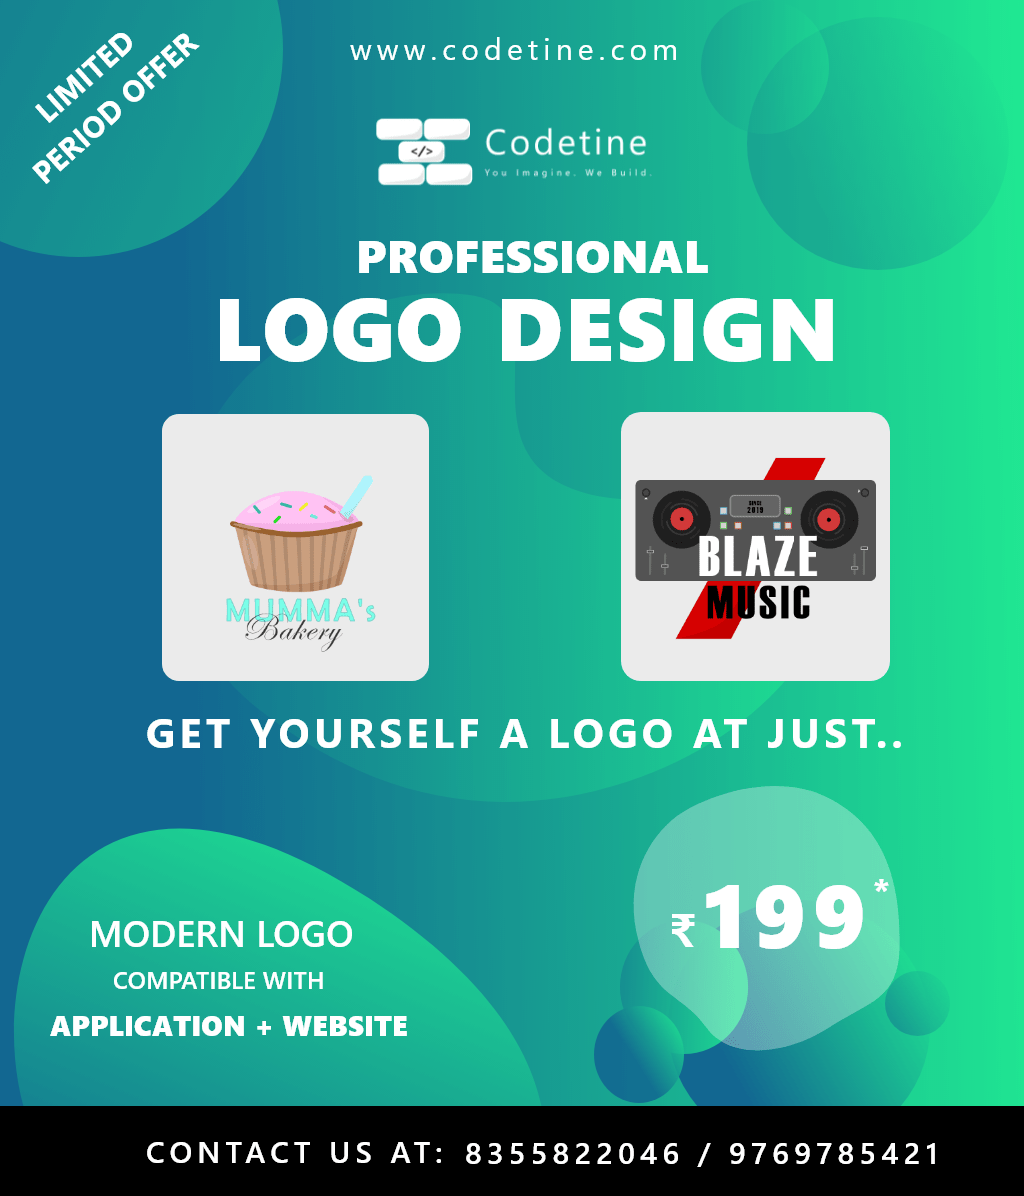 LIMITED
PERIOD OFFER
www.codetine.com
</>
Codetine
You Imagine. We Build.
PROFESSIONAL
LOGO DESIGN
MUMMA's
Bakery
2019
BLAZE
MUSIC
GET YOURSELF A LOGO AT JUST..
₹199*
MODERN LOGO
COMPATIBLE WITH
APPLICATION + WEBSITE
CONTACT US AT: 8355822046 / 9769785421